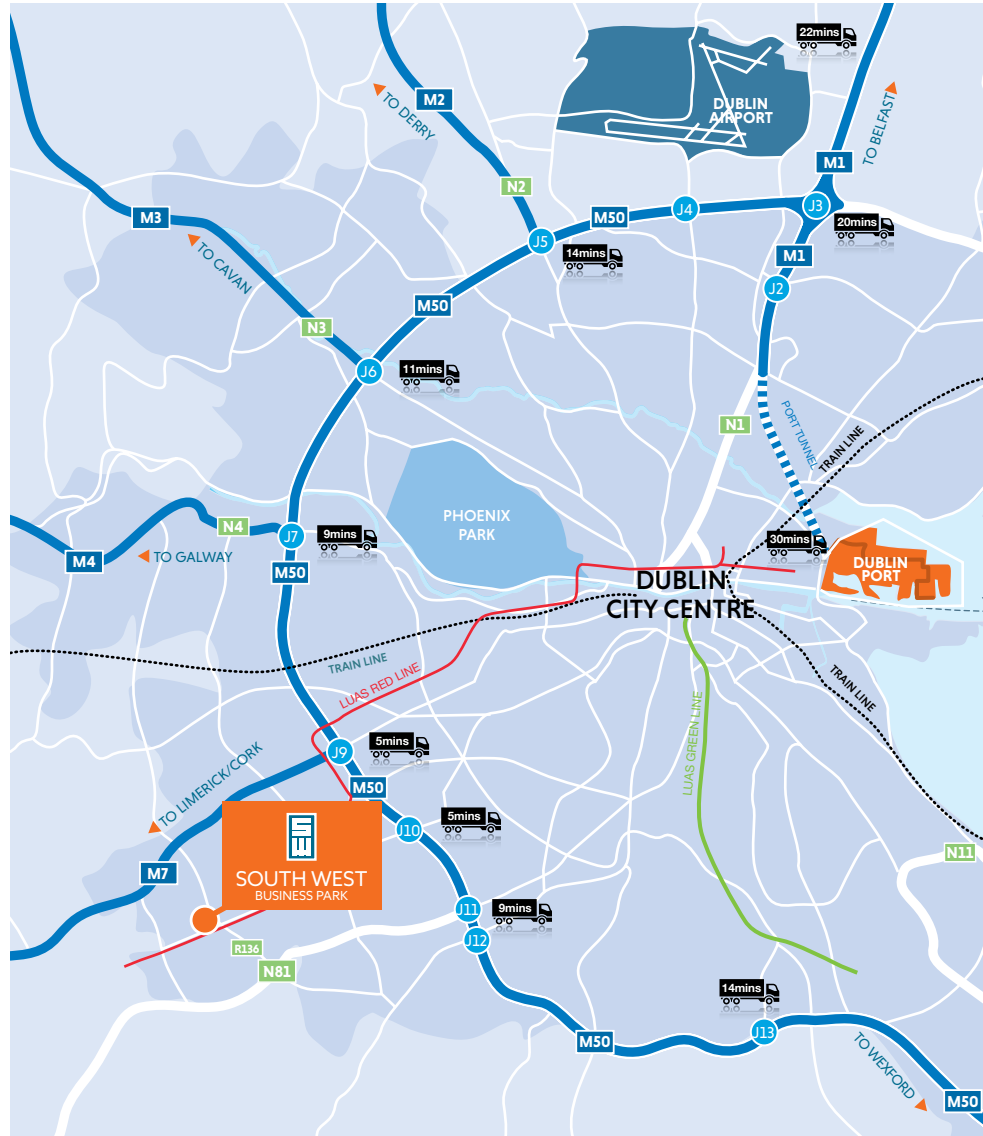 22mins
M2
TO DERRY
DUBLIN
AIRPORT
TO BELFAST
M1
N2
M3
M50
J4
J3
20mins
J5
14mins
M1
TO CAVAN
J2
M50
N3
J6
11mins
N1
PORT TUNNEL
TRAIN LINE
PHOENIX
PARK
N4
J7
9mins
30mins
M4
TO GALWAY
M50
DUBLIN
PORT
DUBLIN
CITY CENTRE
TRAIN LINE
LUAS RED LINE
TRAIN LINE
LUAS GREEN LINE
J9
5mins
TO LIMERICK/CORK
M50
SW
J10
5mins
M7
SOUTH WEST
BUSINESS PARK
N11
J11
9mins
R136
J12
N81
14mins
J13
M50
TO WEXFORD
M50